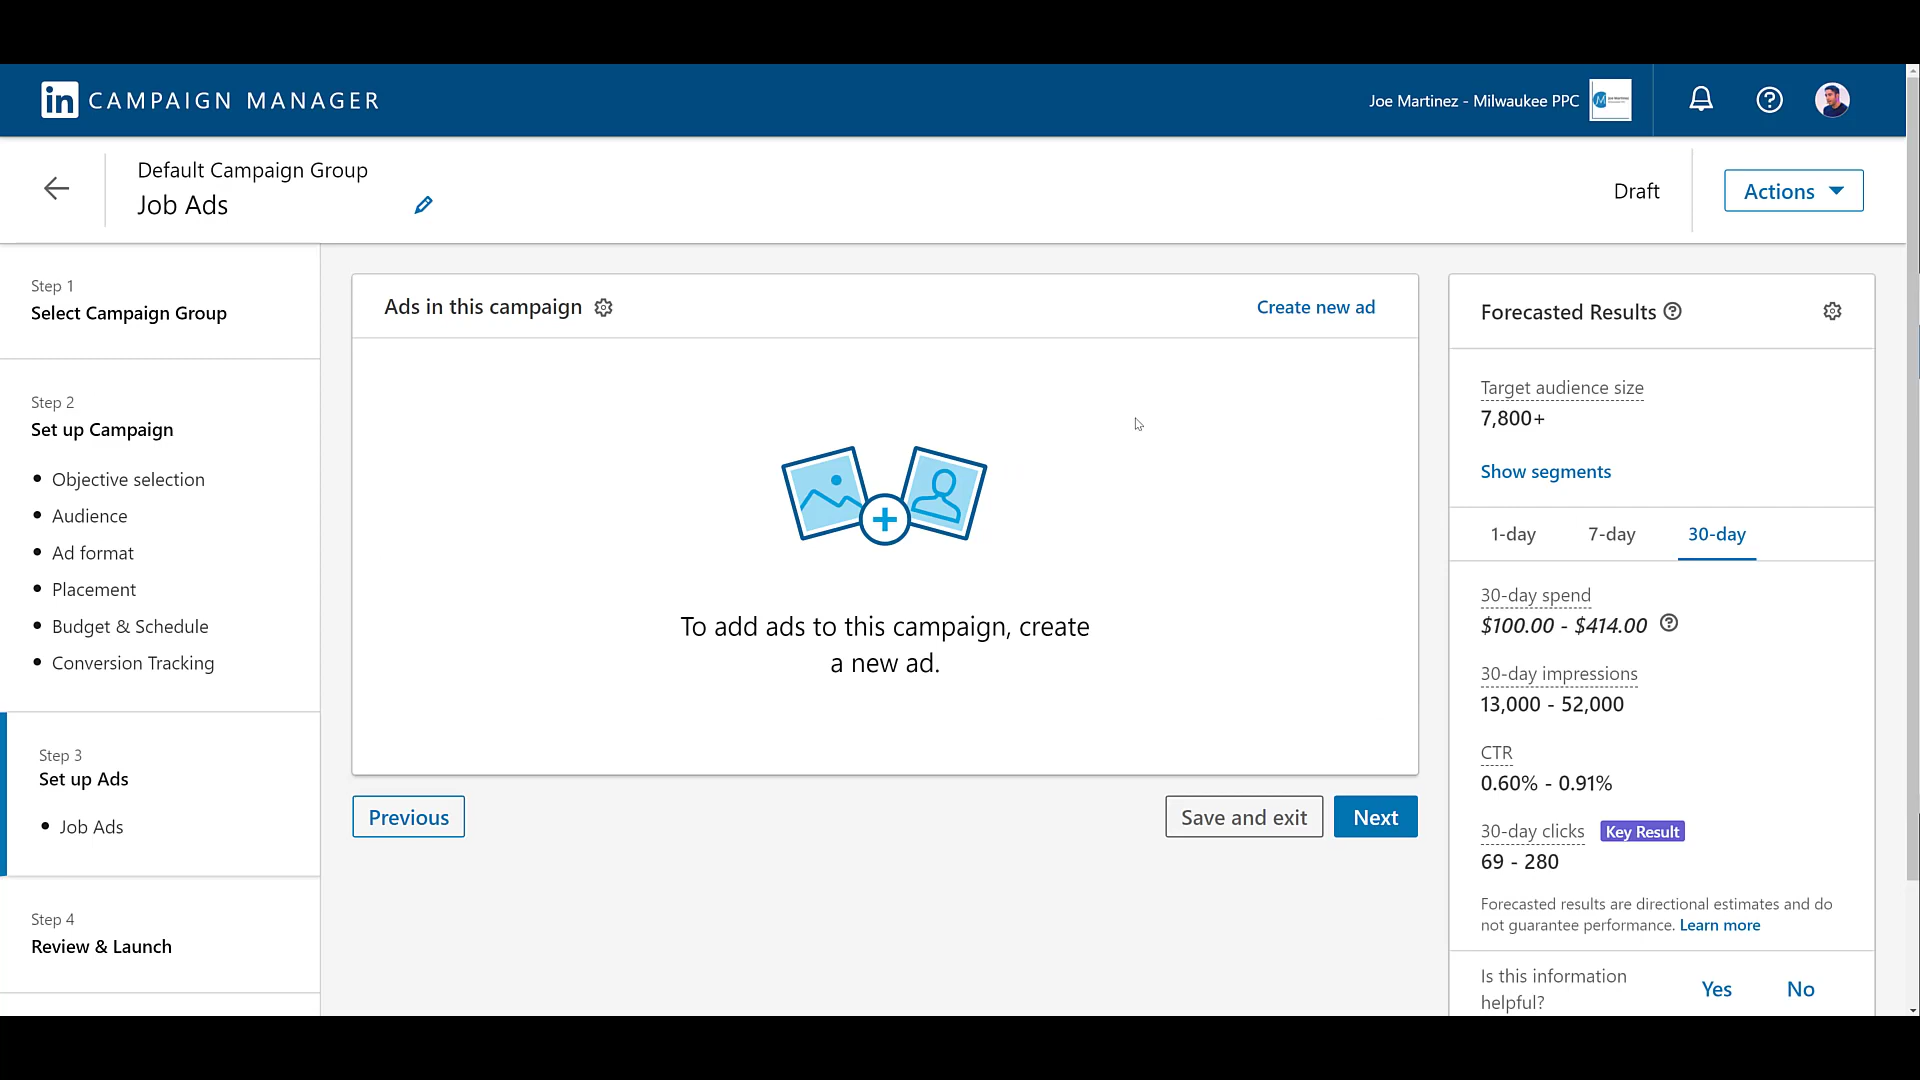 in CAMPAIGN MANAGER
Joe Martinez - Milwaukee PPC
Default Campaign Group
Job Ads
Draft
Actions
Step 1
Select Campaign Group
Step 2
Set up Campaign
Objective selection
Audience
Ad format
Placement
Budget & Schedule
Conversion Tracking
Step 3
Set up Ads
Job Ads
Step 4
Review & Launch
Ads in this campaign
Create new ad
To add ads to this campaign, create
a new ad.
Previous
Save and exit
Next
Forecasted Results
Target audience size
7,800+
Show segments
1-day 7-day 30-day
30-day spend
$100.00 - $414.00
30-day impressions
13,000 - 52,000
CTR
0.60% - 0.91%
30-day clicks Key Result
69 - 280
Forecasted results are directional estimates and do
not guarantee performance. Learn more
Is this information
helpful?
Yes No